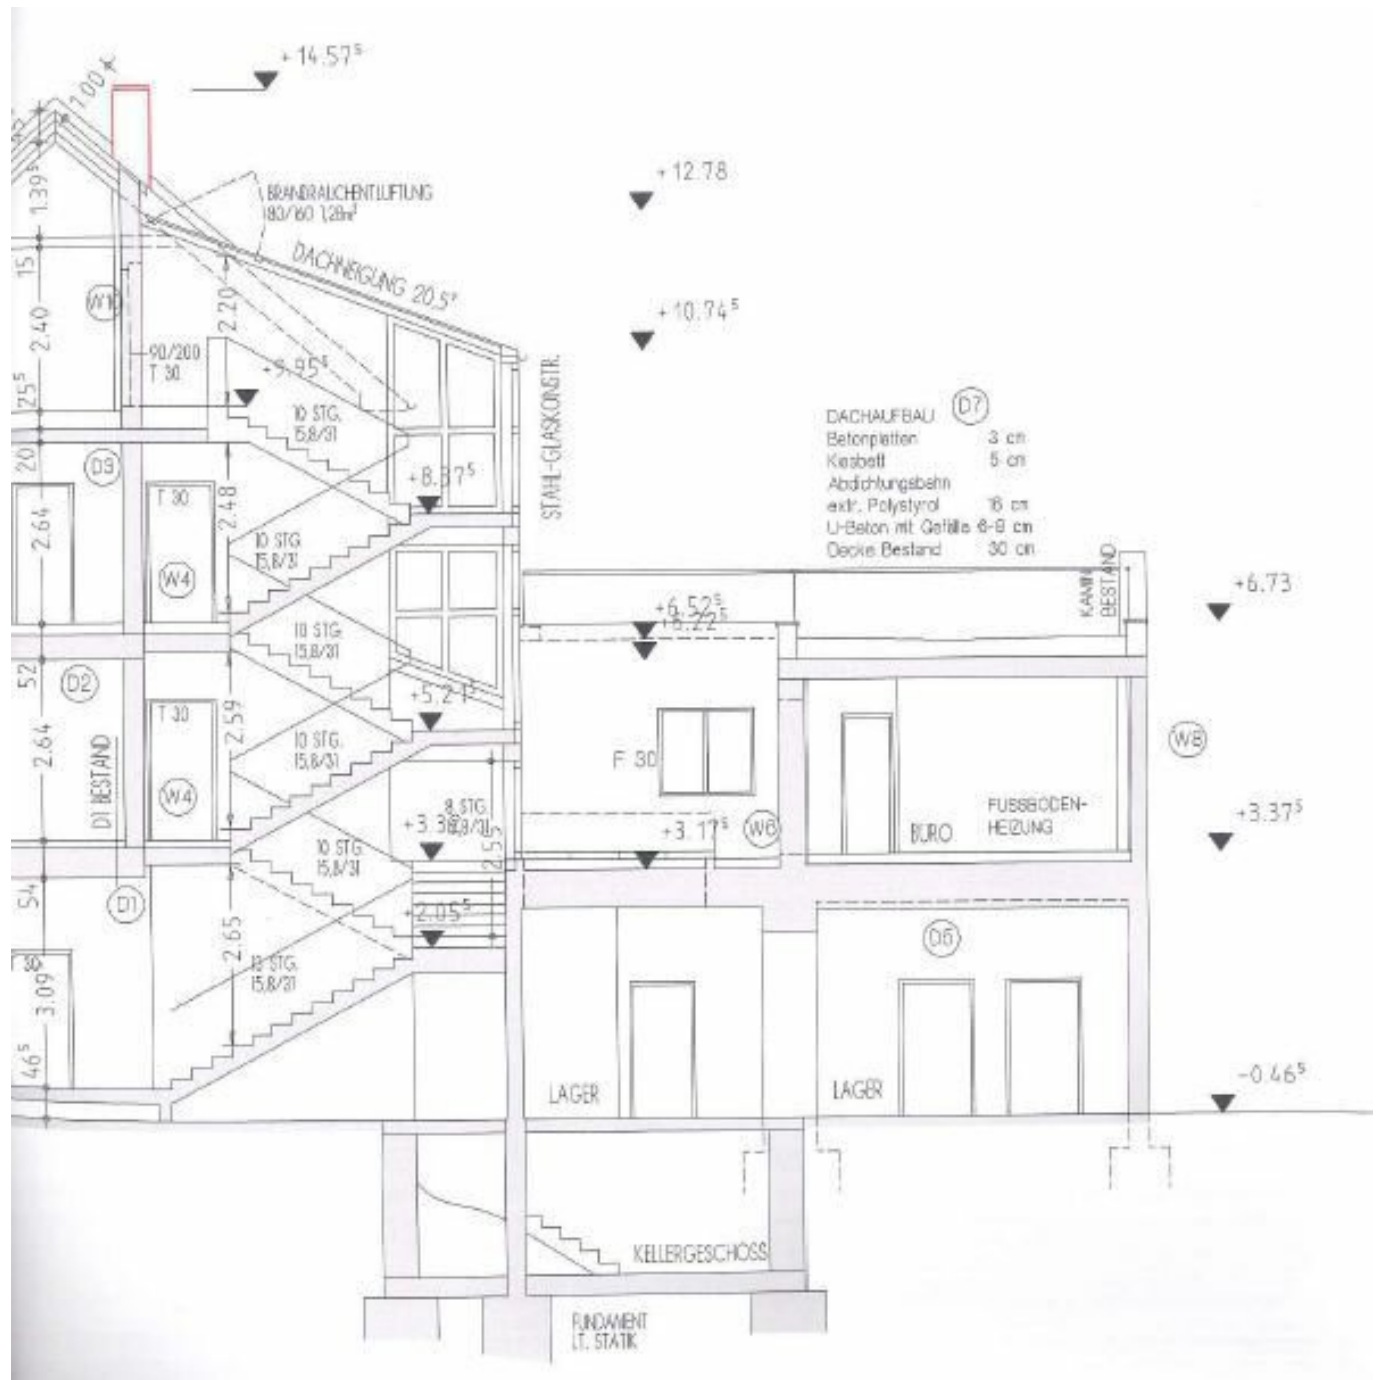 +14.57⁵
1.00
+12.78
BRANDRAUCHENTLÜFTUNG
80/160 1,28m²
1.39⁵
DACHNEIGUNG 20.5°
15
W1
2.20
+10.74⁵
2.40
90/200
T 30
+9.95⁵
25⁵
10 STG.
15,8/31
STAHL-GLASKONSTR.
DACHAUFBAU D7
Betonplatten 3 cm
Kiesbett 5 cm
Abdichtungsbahn
extr. Polystyrol 16 cm
U-Beton mit Gefälle 6-9 cm
Decke Bestand 30 cm
20
D3
+8.37⁵
T 30
2.48
2.64
10 STG.
15,8/31
W4
KAMIN
BESTAND
+6.73
+6.52⁵
+6.22⁵
10 STG.
15,8/31
52
D2
+5.21⁵
T 30
2.59
2.64
10 STG.
15,8/31
D1 BESTAND
W4
F 30
W8
FUSSBODEN-
HEIZUNG
BÜRO
8 STG.
+3.17⁵
W6
+3.37⁵
2.55
10 STG.
15,8/31
54
D1
+2.05⁵
2.65
D5
T 30
13 STG.
15,8/31
3.09
46⁵
LAGER
LAGER
-0.46⁵
KELLERGESCHOSS
FUNDAMENT
LT. STATIK